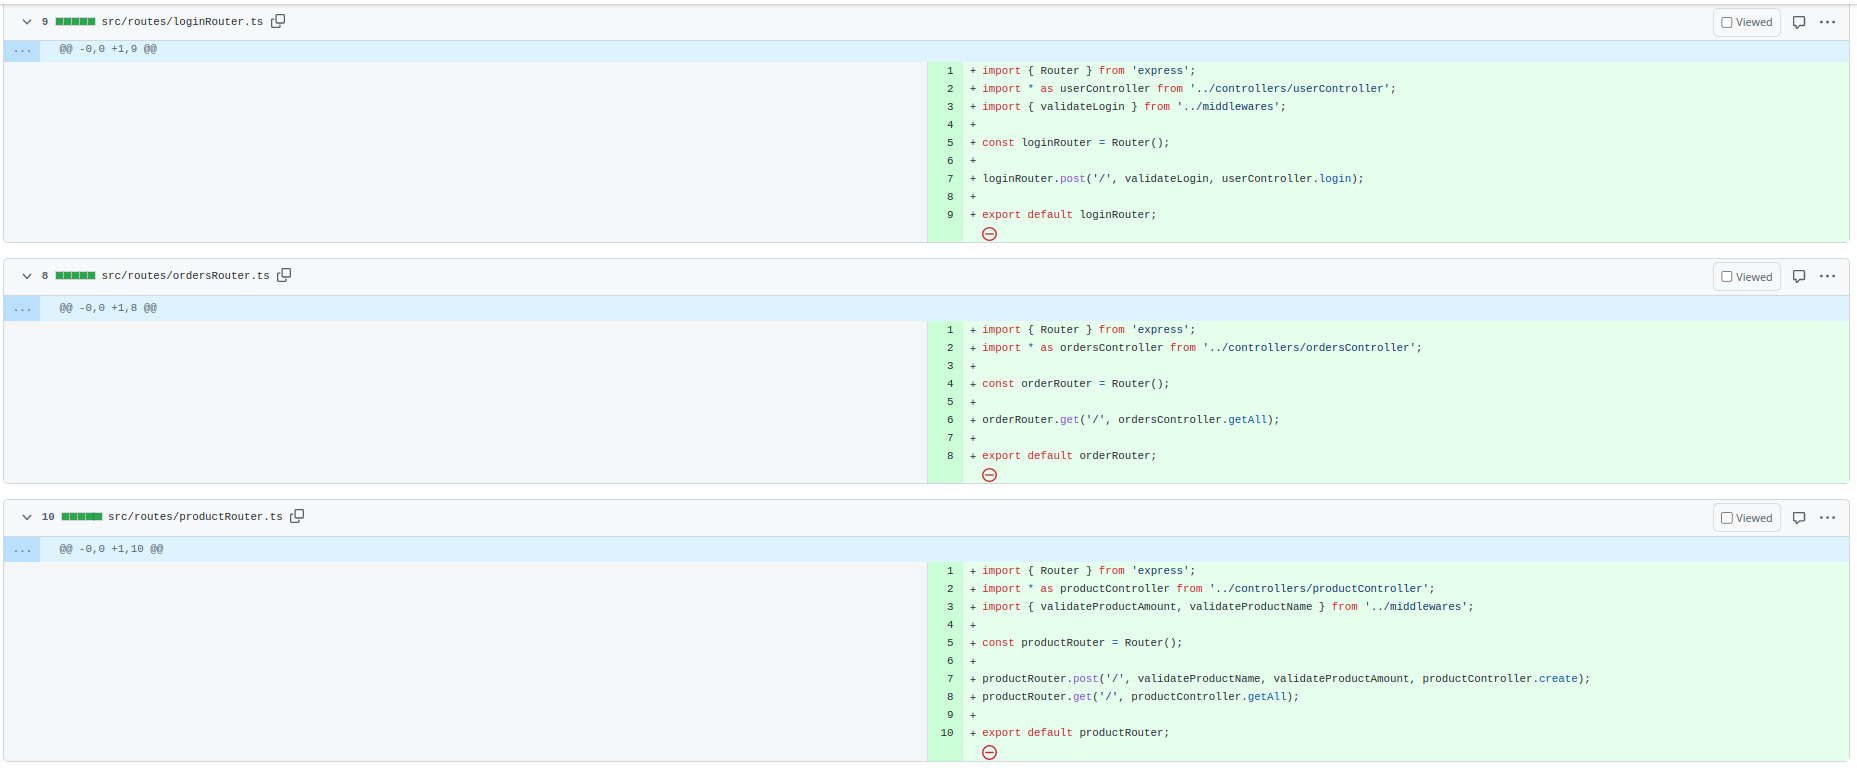 9 src/routes/loginRouter.ts Viewed
... @@ -0,0 +1,9 @@
1 + import { Router } from 'express';
2 + import * as userController from '../controllers/userController';
3 + import { validateLogin } from '../middlewares';
4 +
5 + const loginRouter = Router();
6 +
7 + loginRouter.post('/', validateLogin, userController.login);
8 +
9 + export default loginRouter;
8 src/routes/ordersRouter.ts Viewed
... @@ -0,0 +1,8 @@
1 + import { Router } from 'express';
2 + import * as ordersController from '../controllers/ordersController';
3 +
4 + const orderRouter = Router();
5 +
6 + orderRouter.get('/', ordersController.getAll);
7 +
8 + export default orderRouter;
10 src/routes/productRouter.ts Viewed
... @@ -0,0 +1,10 @@
1 + import { Router } from 'express';
2 + import * as productController from '../controllers/productController';
3 + import { validateProductAmount, validateProductName } from '../middlewares';
4 +
5 + const productRouter = Router();
6 +
7 + productRouter.post('/', validateProductName, validateProductAmount, productController.create);
8 + productRouter.get('/', productController.getAll);
9 +
10 + export default productRouter;